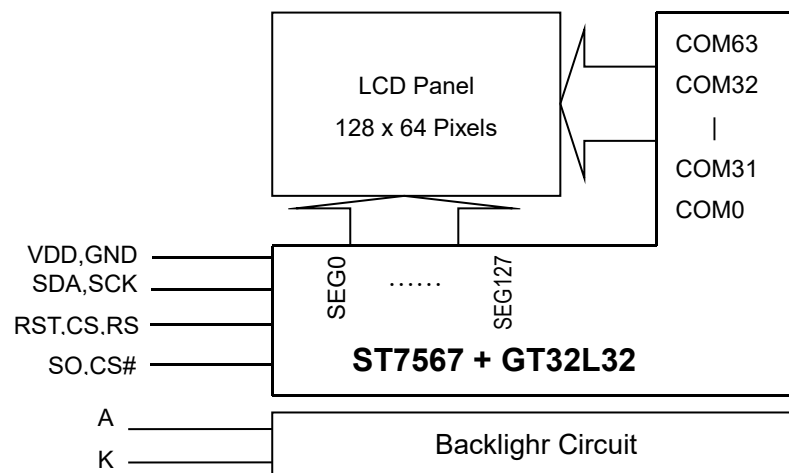 COM63
LCD Panel
COM32
128 x 64 Pixels
|
COM31
COM0
VDD,GND
SDA,SCK
SEG0
......
SEG127
RST,CS,RS
ST7567 + GT32L32
SO,CS#
A
Backlighr Circuit
K